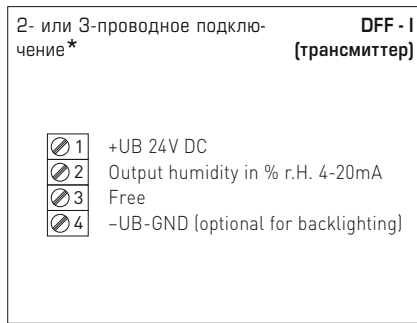 2- или 3-проводное подклю-
чение*
DFF - I
(трансмиттер)
1 +UB 24V DC
2 Output humidity in % r.H. 4-20mA
3 Free
4 –UB-GND (optional for backlighting)